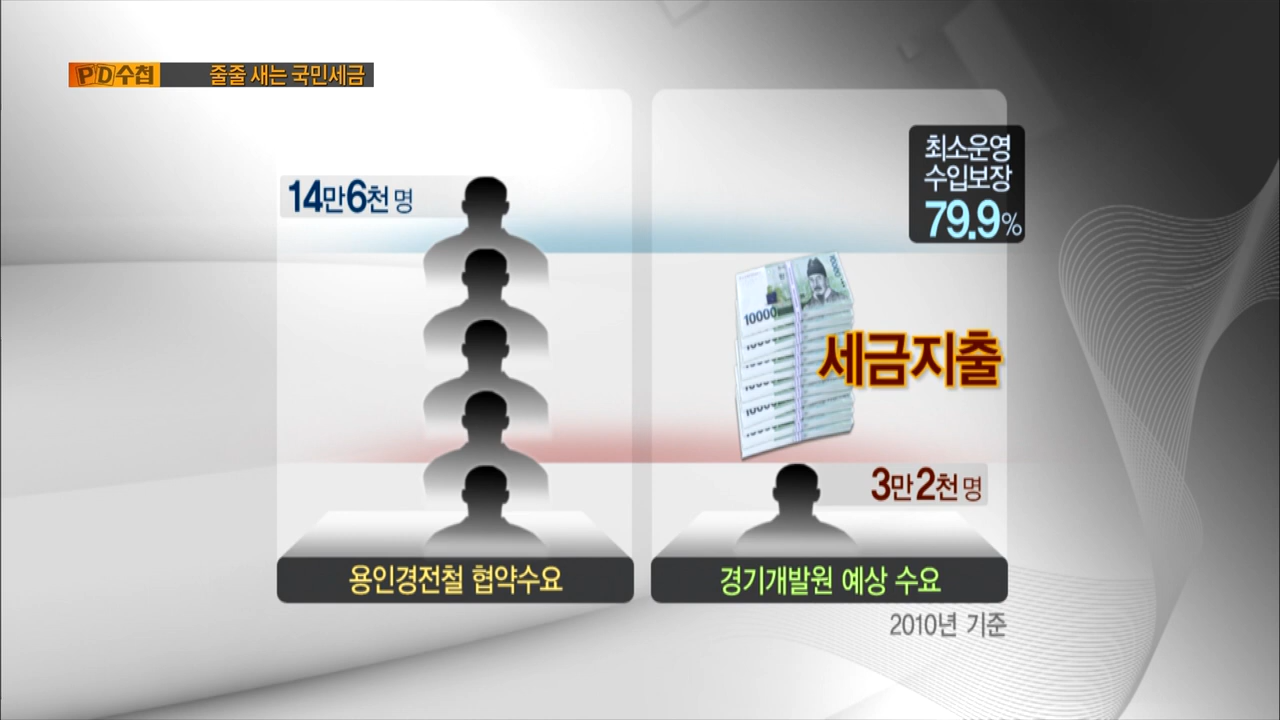 PD수첩 줄줄 새는 국민세금
최소운영
수입보장
79.9%
14만6천 명
10000
세금지출
3만 2천 명
용인경전철 협약수요
경기개발원 예상 수요
2010년 기준